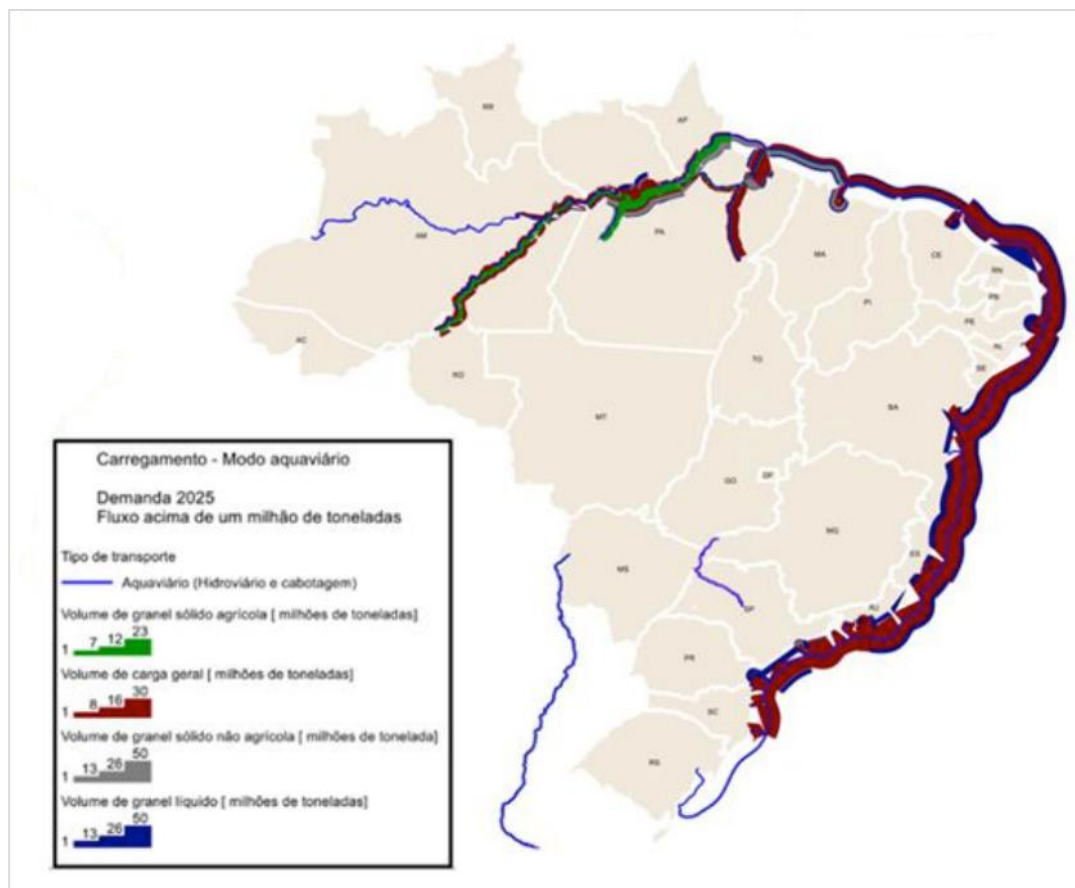 RR
AP
AM
PA
MA
CE
RN
PB
PI
PE
AL
SE
AC
RO
TO
BA
MT
GO
DF
MG
ES
MS
SP
RJ
PR
SC
RS
Carregamento - Modo aquaviário
Demanda 2025
Fluxo acima de um milhão de toneladas
Tipo de transporte
Aquaviário (Hidroviário e cabotagem)
Volume de granel sólido agrícola [ milhões de toneladas]
1 7 12 23
Volume de carga geral [ milhões de toneladas]
1 8 16 30
Volume de granel sólido não agrícola [ milhões de tonelada]
1 13 26 50
Volume de granel líquido [ milhões de toneladas]
1 13 26 50